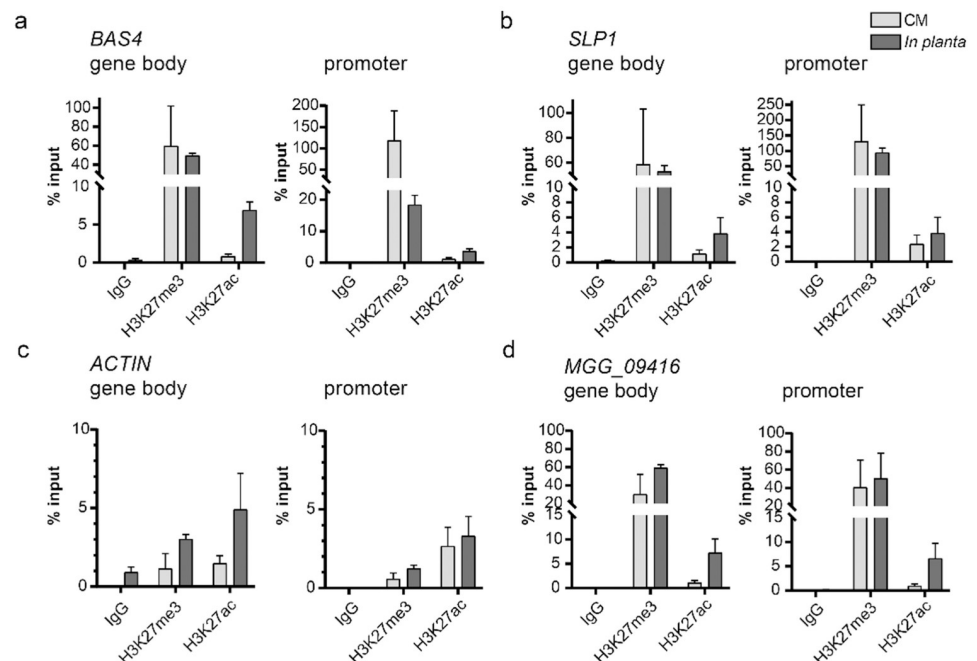 a
BAS4
gene body
promoter
% input
100
80
60
40
10
5
0
IgG
H3K27me3
H3K27ac
% input
200
150
100
50
20
10
0
IgG
H3K27me3
H3K27ac
b
SLP1
gene body
promoter
CM
In planta
% input
100
80
60
10
8
6
4
2
0
IgG
H3K27me3
H3K27ac
% input
250
200
150
100
50
10
8
6
4
2
0
IgG
H3K27me3
H3K27ac
c
ACTIN
gene body
promoter
% input
10
5
0
IgG
H3K27me3
H3K27ac
% input
10
5
0
IgG
H3K27me3
H3K27ac
d
MGG_09416
gene body
promoter
% input
100
80
60
40
20
15
10
5
0
IgG
H3K27me3
H3K27ac
% input
100
80
60
40
20
15
10
5
0
IgG
H3K27me3
H3K27ac